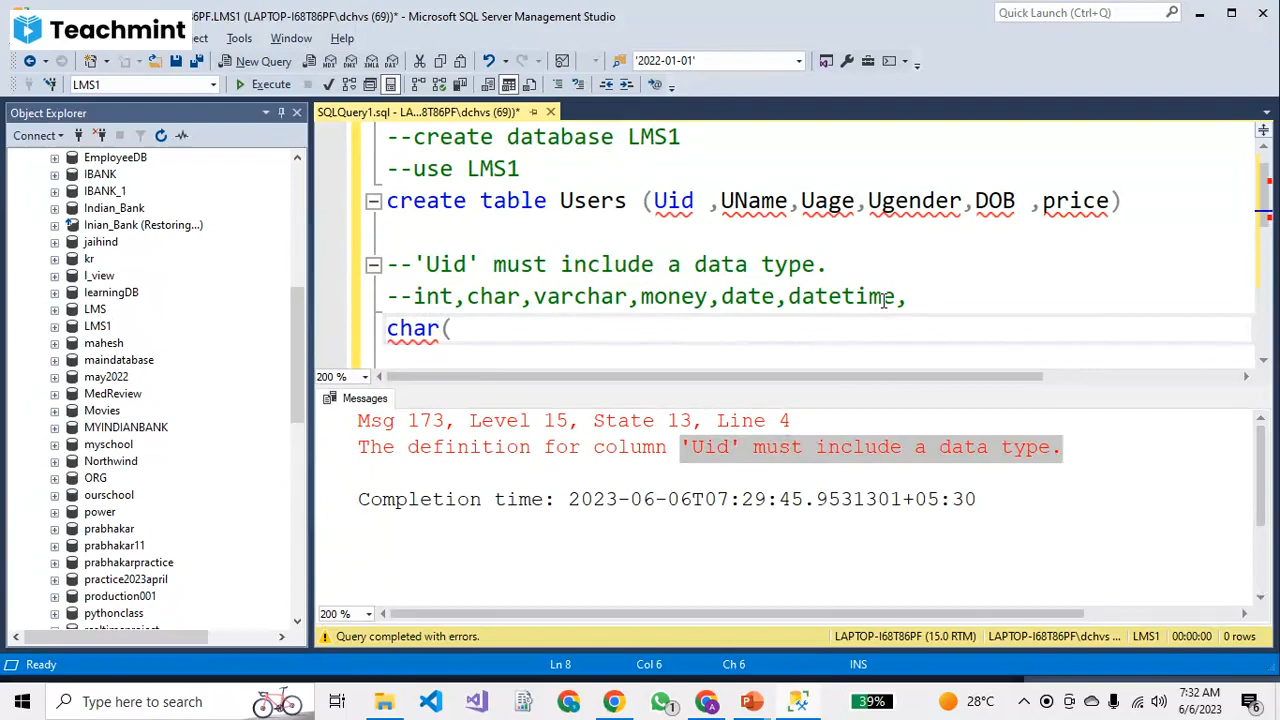 86PF.LMS1 (LAPTOP-I68T86PF\dchvs (69))* - Microsoft SQL Server Management Studio
Quick Launch (Ctrl+Q)
Teachmint
Tools Window Help
New Query
'2022-01-01'
LMS1
Execute
Object Explorer
SQLQuery1.sql - LA...8T86PF\dchvs (69))*
Connect
EmployeeDB
IBANK
IBANK_1
Indian_Bank
Inian_Bank (Restoring...)
jaihind
kr
l_view
learningDB
LMS
LMS1
mahesh
maindatabase
may2022
MedReview
Movies
MYINDIANBANK
myschool
Northwind
ORG
ourschool
power
prabhakar
prabhakar11
prabhakarpractice
practice2023april
production001
pythonclass
--create database LMS1
--use LMS1
create table Users (Uid ,UName,Uage,Ugender,DOB ,price)
--'Uid' must include a data type.
--int,char,varchar,money,date,datetime,
char(
200 %
Messages
Msg 173, Level 15, State 13, Line 4
The definition for column 'Uid' must include a data type.
Completion time: 2023-06-06T07:29:45.9531301+05:30
200 %
Query completed with errors.
LAPTOP-I68T86PF (15.0 RTM)
LAPTOP-I68T86PF\dchvs ...
LMS1
00:00:00
0 rows
Ready
Ln 8
Col 6
Ch 6
INS
Type here to search
1
39%
28°C
7:32 AM
6/6/2023
6